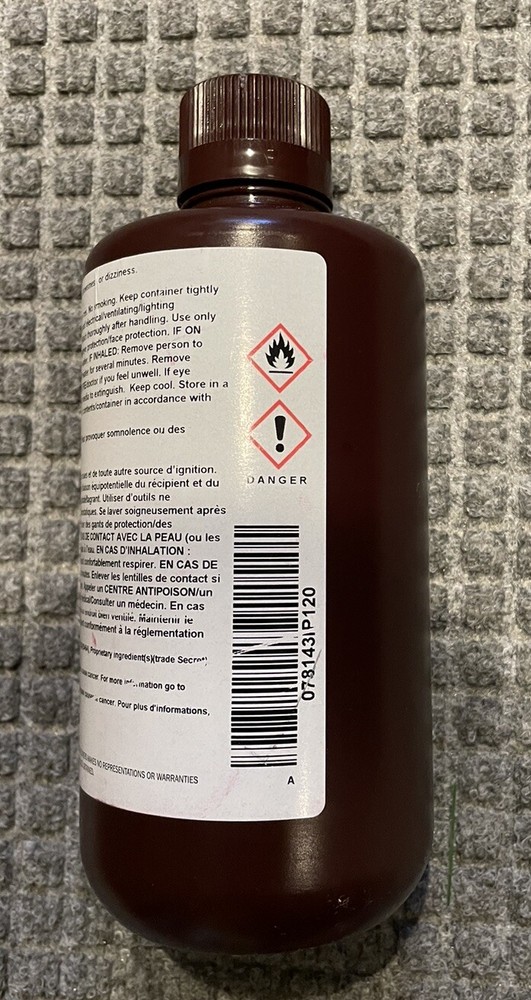 or dizziness.
smoking. Keep container tightly
electrical/ventilating/lighting
thoroughly after handling. Use only
protection/face protection. IF ON
F INHALED: Remove person to
for several minutes. Remove
doctor if you feel unwell. If eye
to extinguish. Keep cool. Store in a
contents/container in accordance with
provoquer somnolence ou des
et de toute autre source d'ignition.
équipotentielle du récipient et du
Utiliser d'outils ne
Se laver soigneusement après
des gants de protection/des
DE CONTACT AVEC LA PEAU (ou les
EN CAS D'INHALATION :
confortablement respirer. EN CAS DE
Enlever les lentilles de contact si
Appeler un CENTRE ANTIPOISON/un
Consulter un médecin. En cas
bien ventilé. Maintenir le
conformément à la réglementation
Proprietary ingredient(s)(trade Secret)
cancer. For more information go to
cancer. Pour plus d'informations,
MAKES NO REPRESENTATIONS OR WARRANTIES
DANGER
078143IP120
A